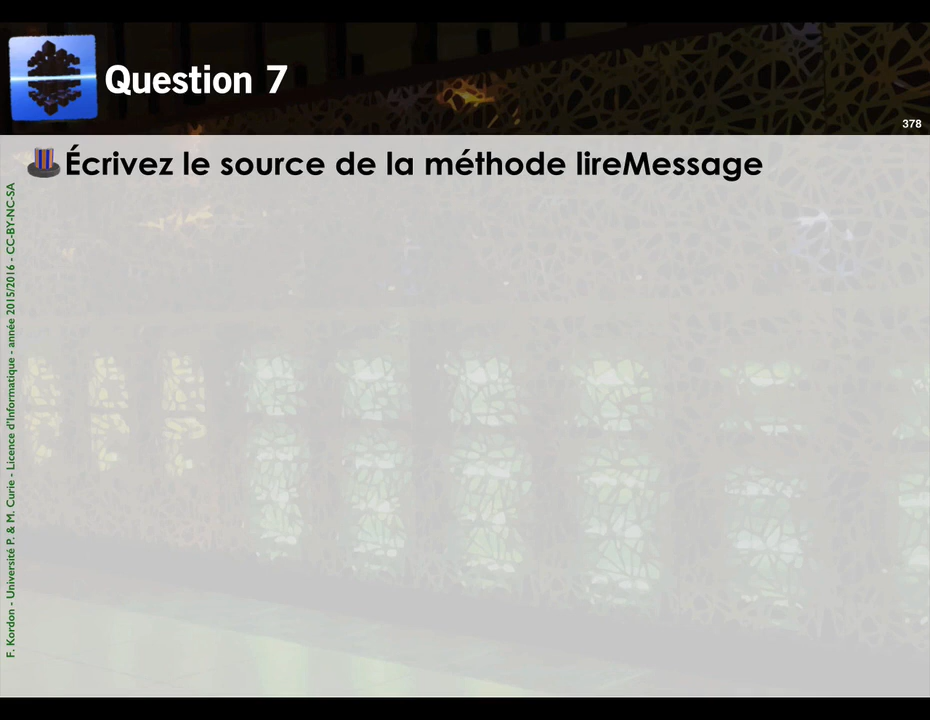 Question 7
378
Écrivez le source de la méthode lireMessage
F. Kordon - Université P. & M. Curie - Licence d'Informatique - année 2015/2016 - CC-BY-NC-SA